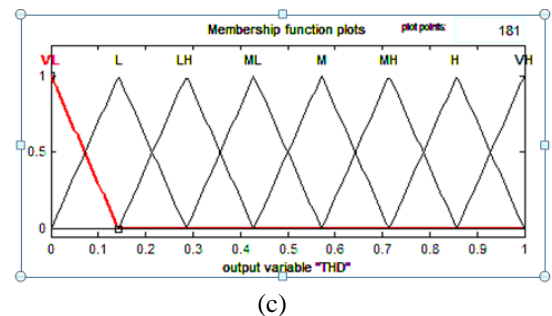 Membership function plots plot points: 181
VL L LH ML M MH H VH
1
0.5
0
0 0.1 0.2 0.3 0.4 0.5 0.6 0.7 0.8 0.9 1
output variable "THD"
(c)